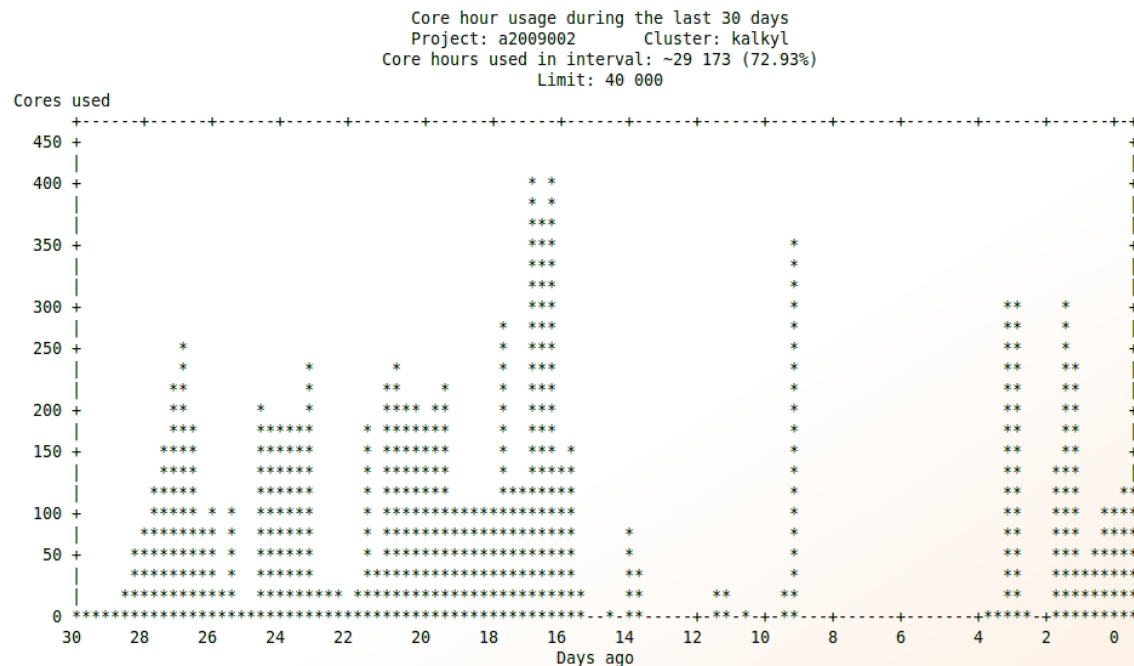 Core hour usage during the last 30 days
Project: a2009002        Cluster: kalkyl
Core hours used in interval: ~29 173 (72.93%)
Limit: 40 000
Cores used
450
400
350
300
250
200
150
100
50
0
30 28 26 24 22 20 18 16 14 12 10 8 6 4 2 0
Days ago